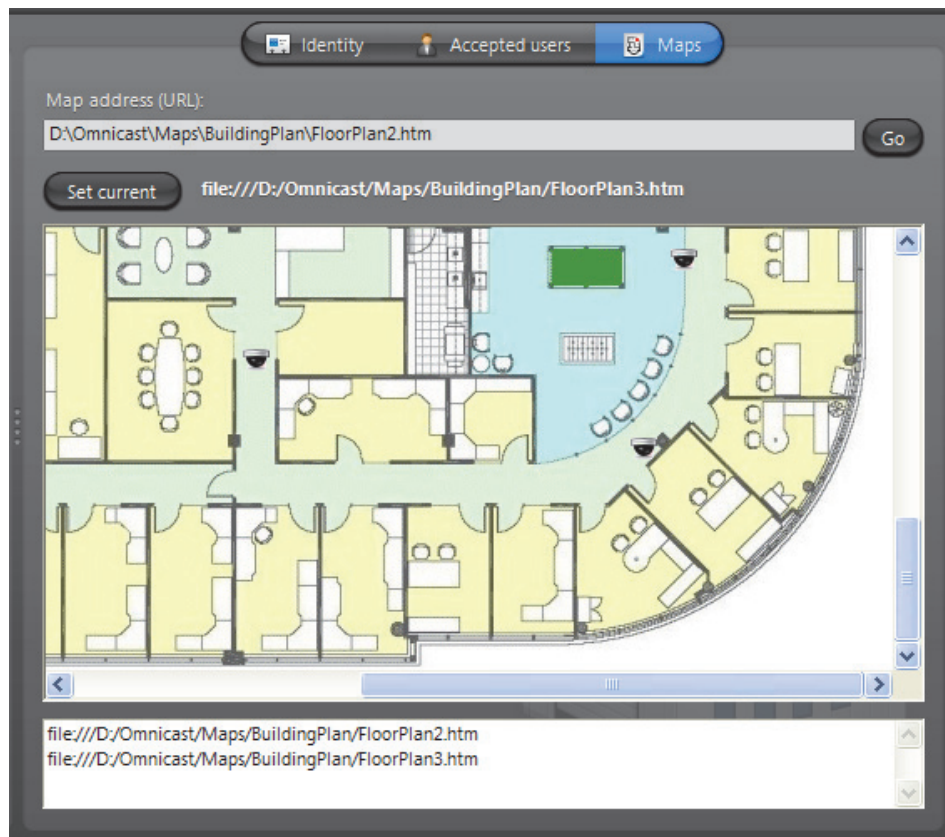 Identity Accepted users Maps
Map address (URL):
D:\Omnicast\Maps\BuildingPlan\FloorPlan2.htm Go
Set current file:///D:/Omnicast/Maps/BuildingPlan/FloorPlan3.htm
file:///D:/Omnicast/Maps/BuildingPlan/FloorPlan2.htm
file:///D:/Omnicast/Maps/BuildingPlan/FloorPlan3.htm